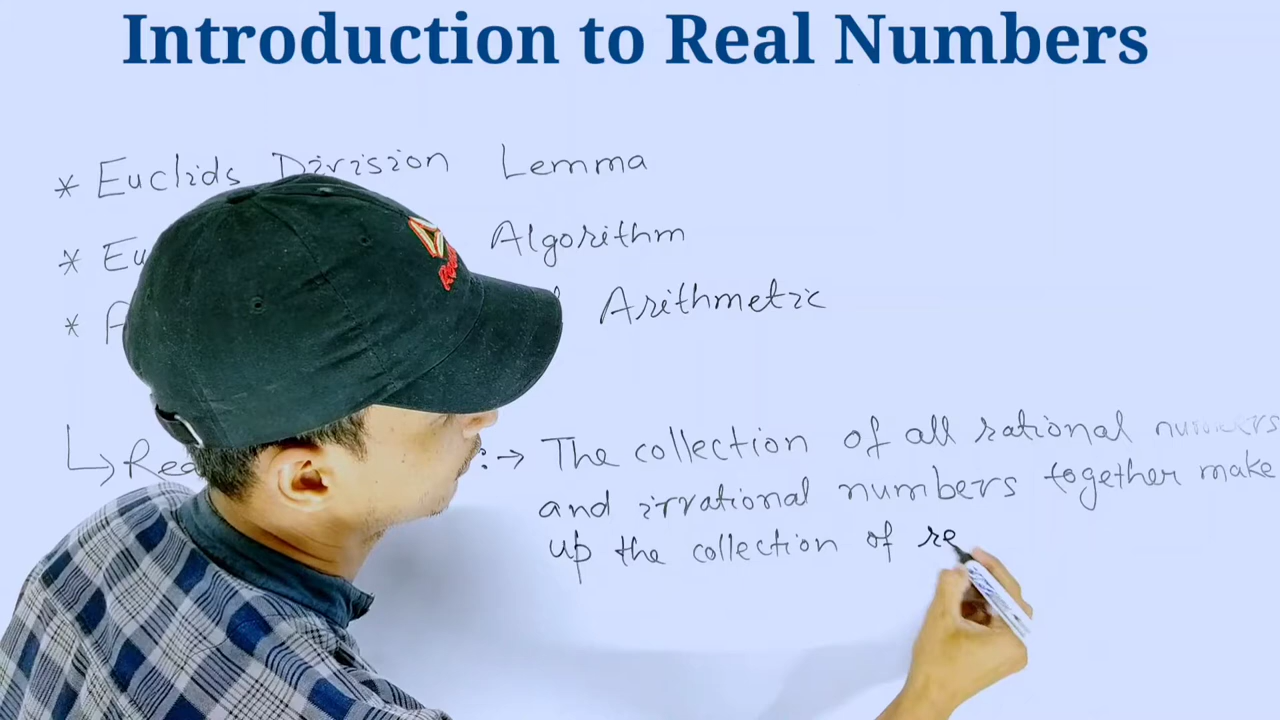 Introduction to Real Numbers
* Euclids Division Lemma
* Eu Algorithm
* Arithmetic
Rea :→ The collection of all rational numbers
and irrational numbers together make
up the collection of re